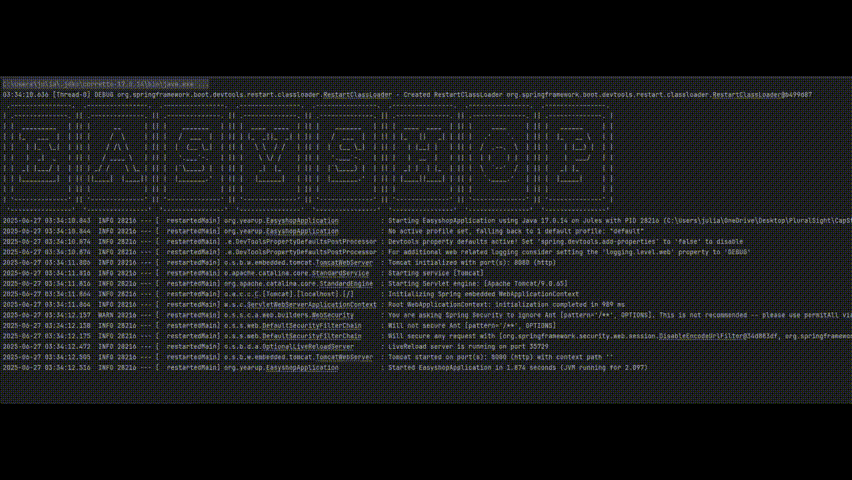 C:\Users\julia\.jdks\corretto-17.0.14\bin\java.exe ...
03:34:10.636 [Thread-0] DEBUG org.springframework.boot.devtools.restart.classloader.RestartClassLoader - Created RestartClassLoader org.springframework.boot.devtools.restart.classloader.RestartClassLoader@6499607
EASYSHOP
2025-06-27 03:34:10.843 INFO 28216 --- [ restartedMain] org.yearup.EasyshopApplication : Starting EasyshopApplication using Java 17.0.14 on Jules with PID 28216 (C:\Users\julia\OneDrive\Desktop\PluralSight\CapSt
2025-06-27 03:34:10.844 INFO 28216 --- [ restartedMain] org.yearup.EasyshopApplication : No active profile set, falling back to 1 default profile: "default"
2025-06-27 03:34:10.874 INFO 28216 --- [ restartedMain] .e.DevToolsPropertyDefaultsPostProcessor : Devtools property defaults active! Set 'spring.devtools.add-properties' to 'false' to disable
2025-06-27 03:34:10.874 INFO 28216 --- [ restartedMain] .e.DevToolsPropertyDefaultsPostProcessor : For additional web related logging consider setting the 'logging.level.web' property to 'DEBUG'
2025-06-27 03:34:11.806 INFO 28216 --- [ restartedMain] o.s.b.w.embedded.tomcat.TomcatWebServer : Tomcat initialized with port(s): 8080 (http)
2025-06-27 03:34:11.816 INFO 28216 --- [ restartedMain] o.apache.catalina.core.StandardService : Starting service [Tomcat]
2025-06-27 03:34:11.816 INFO 28216 --- [ restartedMain] org.apache.catalina.core.StandardEngine : Starting Servlet engine: [Apache Tomcat/9.0.65]
2025-06-27 03:34:11.864 INFO 28216 --- [ restartedMain] o.a.c.c.C.[Tomcat].[localhost].[/] : Initializing Spring embedded WebApplicationContext
2025-06-27 03:34:11.865 INFO 28216 --- [ restartedMain] w.s.c.ServletWebServerApplicationContext : Root WebApplicationContext: initialization completed in 989 ms
2025-06-27 03:34:12.157 WARN 28216 --- [ restartedMain] o.s.s.c.a.web.builders.WebSecurity : You are asking Spring Security to ignore Ant [pattern='/**', OPTIONS]. This is not recommended -- please use permitAll via
2025-06-27 03:34:12.158 INFO 28216 --- [ restartedMain] o.s.s.web.DefaultSecurityFilterChain : Will not secure Ant [pattern='/**', OPTIONS]
2025-06-27 03:34:12.175 INFO 28216 --- [ restartedMain] o.s.s.web.DefaultSecurityFilterChain : Will secure any request with [org.springframework.security.web.session.DisableEncodeUrlFilter@34d883df, org.springfram
2025-06-27 03:34:12.472 INFO 28216 --- [ restartedMain] o.s.b.d.a.OptionalLiveReloadServer : LiveReload server is running on port 35729
2025-06-27 03:34:12.505 INFO 28216 --- [ restartedMain] o.s.b.w.embedded.tomcat.TomcatWebServer : Tomcat started on port(s): 8080 (http) with context path ''
2025-06-27 03:34:12.516 INFO 28216 --- [ restartedMain] org.yearup.EasyshopApplication : Started EasyshopApplication in 1.874 seconds (JVM running for 2.097)